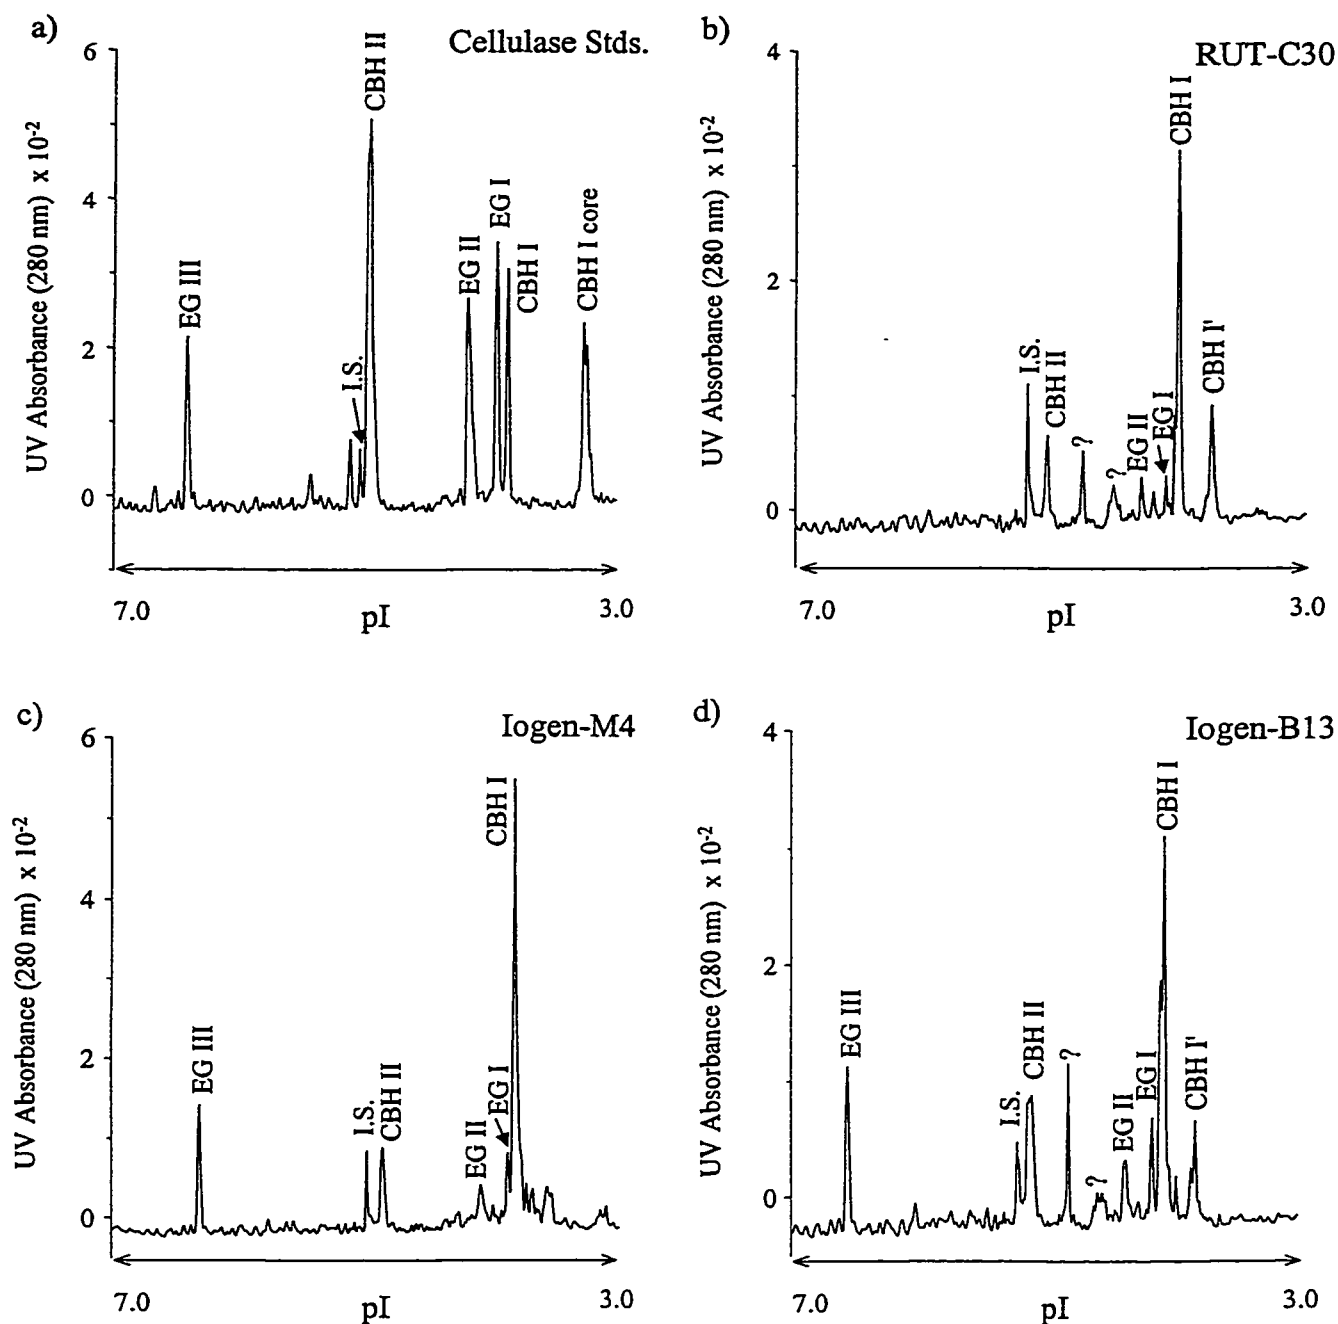 a)
Cellulase Stds.
UV Absorbance (280 nm) x 10-2
6
4
2
0
EG III
I.S.
CBH II
EG II
EG I
CBH I
CBH I core
7.0
pI
3.0
b)
RUT-C30
UV Absorbance (280 nm) x 10-2
4
2
0
I.S.
CBH II
?
?
EG II
EG I
CBH I
CBH I'
7.0
pI
3.0
c)
Iogen-M4
UV Absorbance (280 nm) x 10-2
6
4
2
0
EG III
I.S.
CBH II
EG II
EG I
CBH I
7.0
pI
3.0
d)
Iogen-B13
UV Absorbance (280 nm) x 10-2
4
2
0
EG III
I.S.
CBH II
?
?
EG II
EG I
CBH I
CBH I'
7.0
pI
3.0